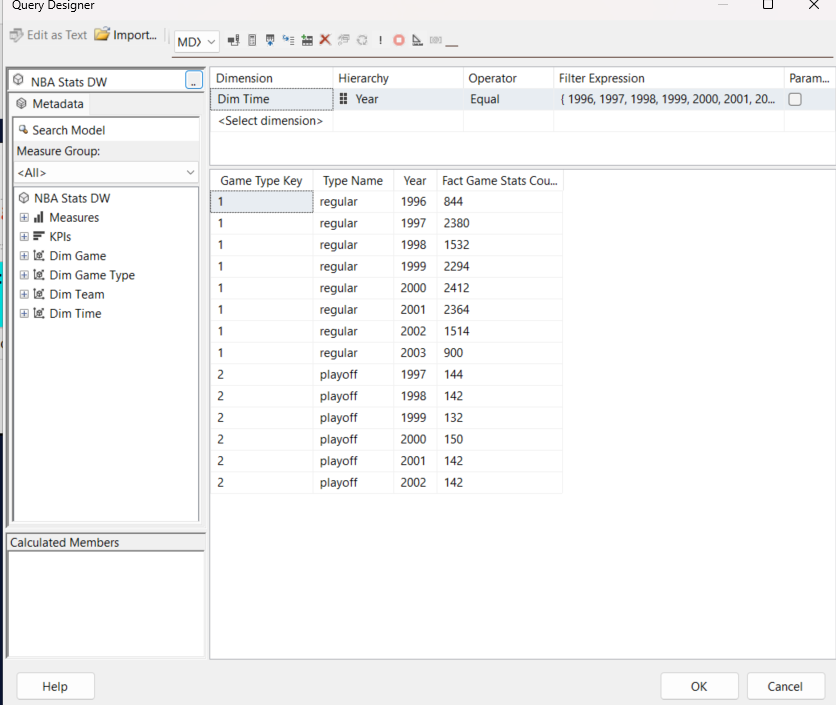 Query Designer
Edit as Text Import... MDX
NBA Stats DW ..
Metadata
Search Model
Measure Group:
<All>
NBA Stats DW
Measures
KPIs
Dim Game
Dim Game Type
Dim Team
Dim Time
Calculated Members
Dimension Hierarchy Operator Filter Expression Param...
Dim Time Year Equal { 1996, 1997, 1998, 1999, 2000, 2001, 20...
<Select dimension>
Game Type Key Type Name Year Fact Game Stats Cou...
1 regular 1996 844
1 regular 1997 2380
1 regular 1998 1532
1 regular 1999 2294
1 regular 2000 2412
1 regular 2001 2364
1 regular 2002 1514
1 regular 2003 900
2 playoff 1997 144
2 playoff 1998 142
2 playoff 1999 132
2 playoff 2000 150
2 playoff 2001 142
2 playoff 2002 142
Help OK Cancel